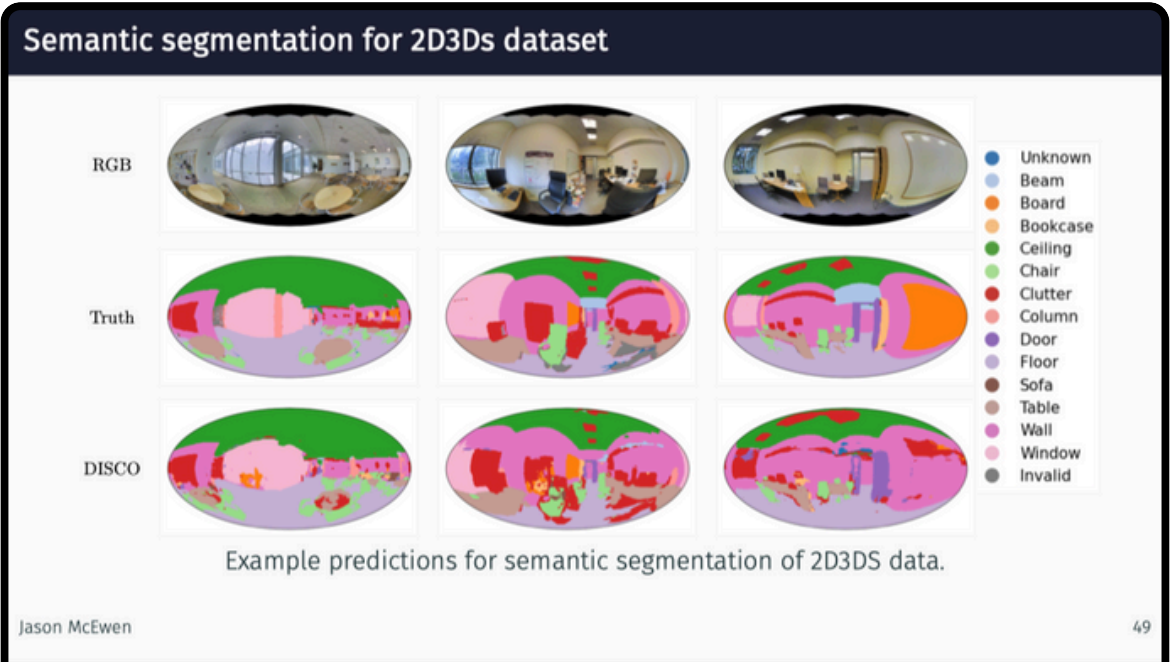 Semantic segmentation for 2D3Ds dataset
RGB
Truth
DISCO
Unknown
Beam
Board
Bookcase
Ceiling
Chair
Clutter
Column
Door
Floor
Sofa
Table
Wall
Window
Invalid
Example predictions for semantic segmentation of 2D3DS data.
Jason McEwen
49